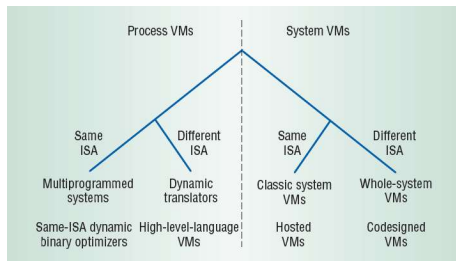 Process VMs
System VMs
Same
ISA
Different
ISA
Same
ISA
Different
ISA
Multiprogrammed
systems
Dynamic
translators
Classic system
VMs
Whole-system
VMs
Same-ISA dynamic
binary optimizers
High-level-language
VMs
Hosted
VMs
Codesigned
VMs